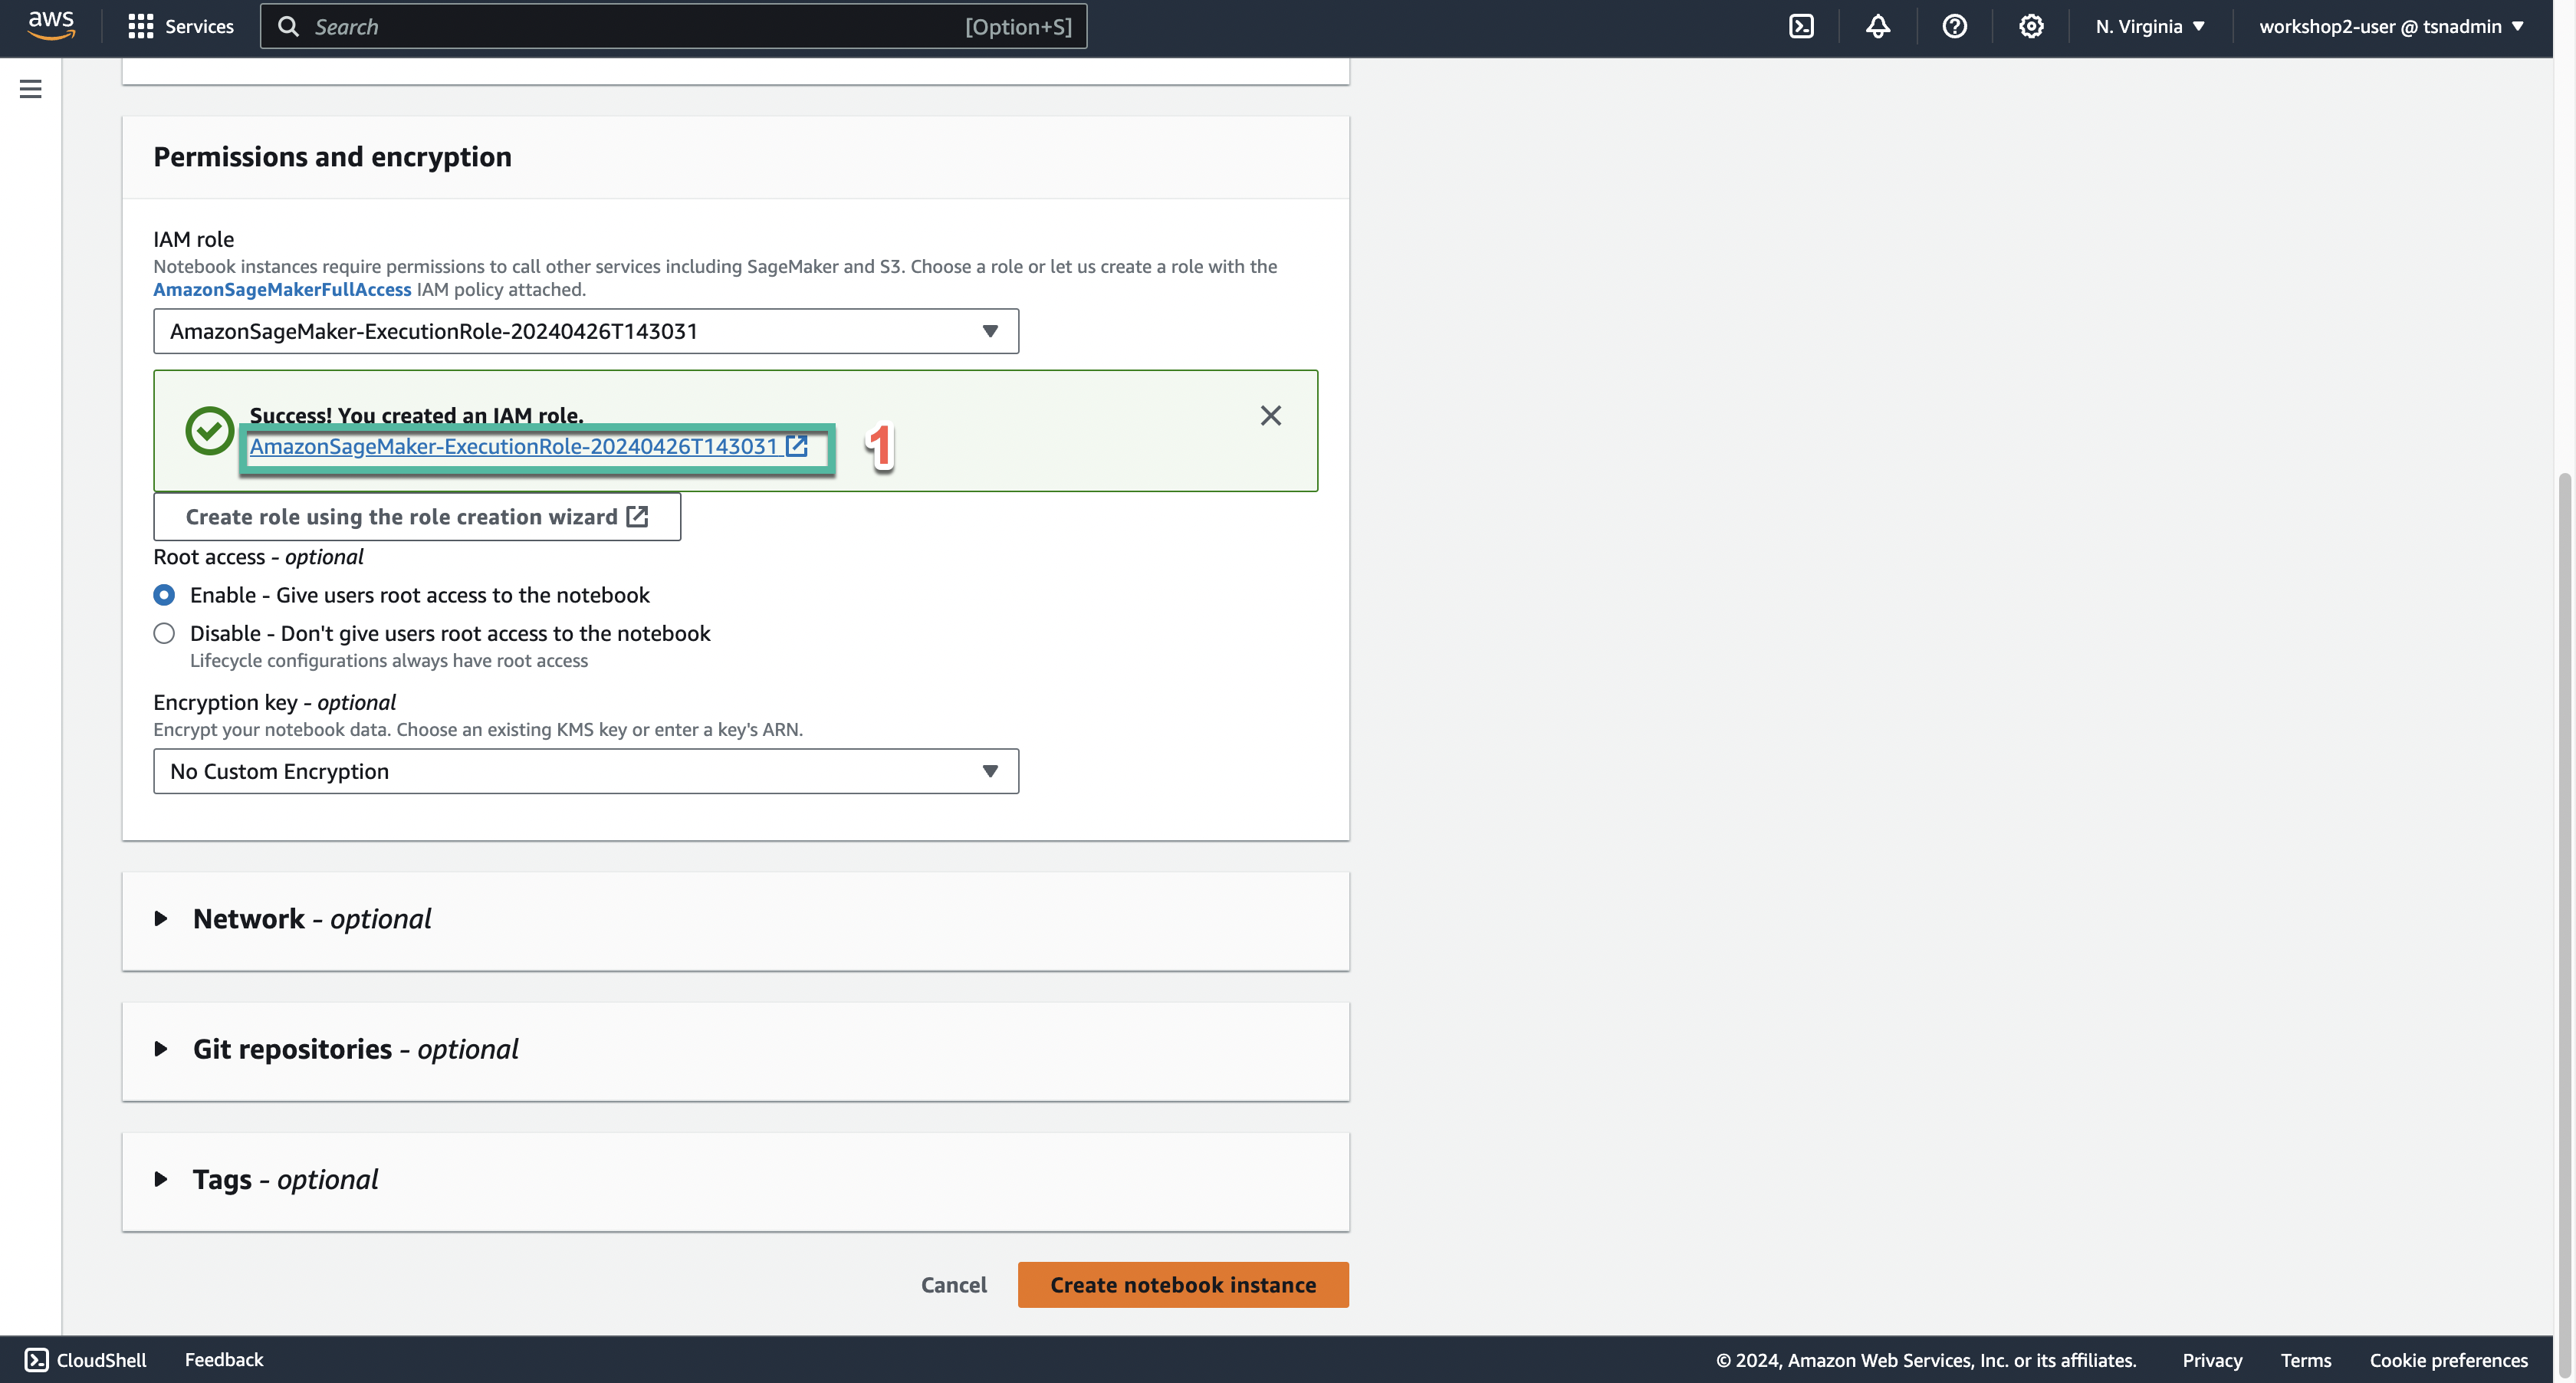 aws
Services
Search
[Option+S]
N. Virginia
workshop2-user @ tsnadmin
Permissions and encryption
IAM role
Notebook instances require permissions to call other services including SageMaker and S3. Choose a role or let us create a role with the
AmazonSageMakerFullAccess IAM policy attached.
AmazonSageMaker-ExecutionRole-20240426T143031
Success! You created an IAM role.
AmazonSageMaker-ExecutionRole-20240426T143031
1
Create role using the role creation wizard
Root access - optional
Enable - Give users root access to the notebook
Disable - Don't give users root access to the notebook
Lifecycle configurations always have root access
Encryption key - optional
Encrypt your notebook data. Choose an existing KMS key or enter a key's ARN.
No Custom Encryption
Network - optional
Git repositories - optional
Tags - optional
Cancel
Create notebook instance
CloudShell
Feedback
© 2024, Amazon Web Services, Inc. or its affiliates.
Privacy
Terms
Cookie preferences